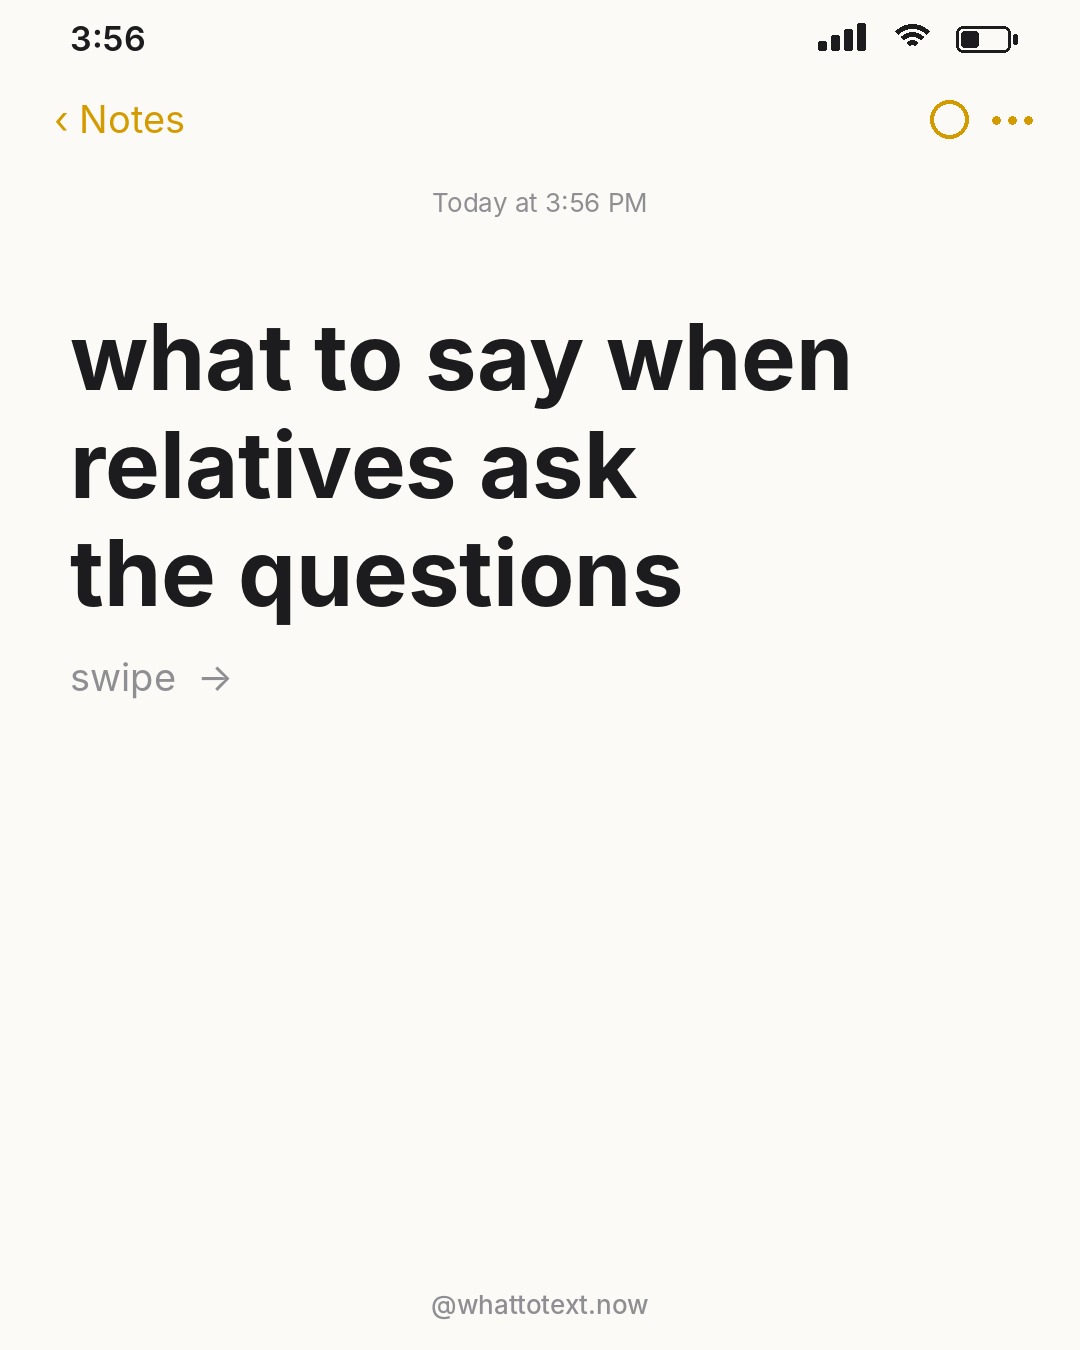 3:56
‹ Notes
Today at 3:56 PM
what to say when
relatives ask
the questions
swipe →
@whattotext.now